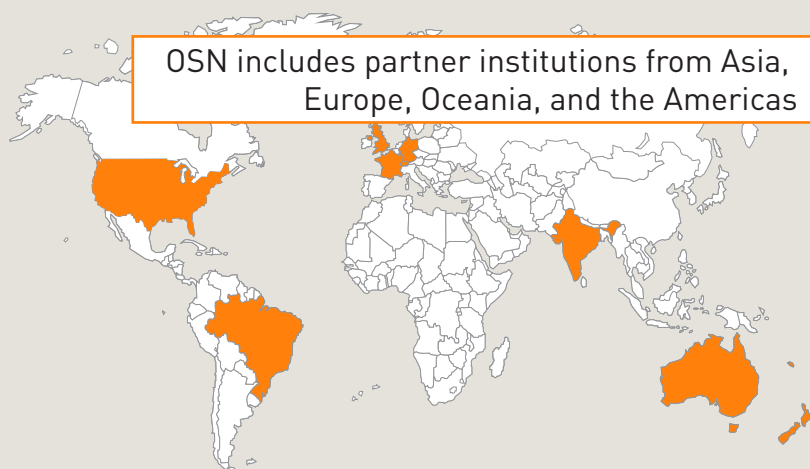 OSN includes partner institutions from Asia,
Europe, Oceania, and the Americas